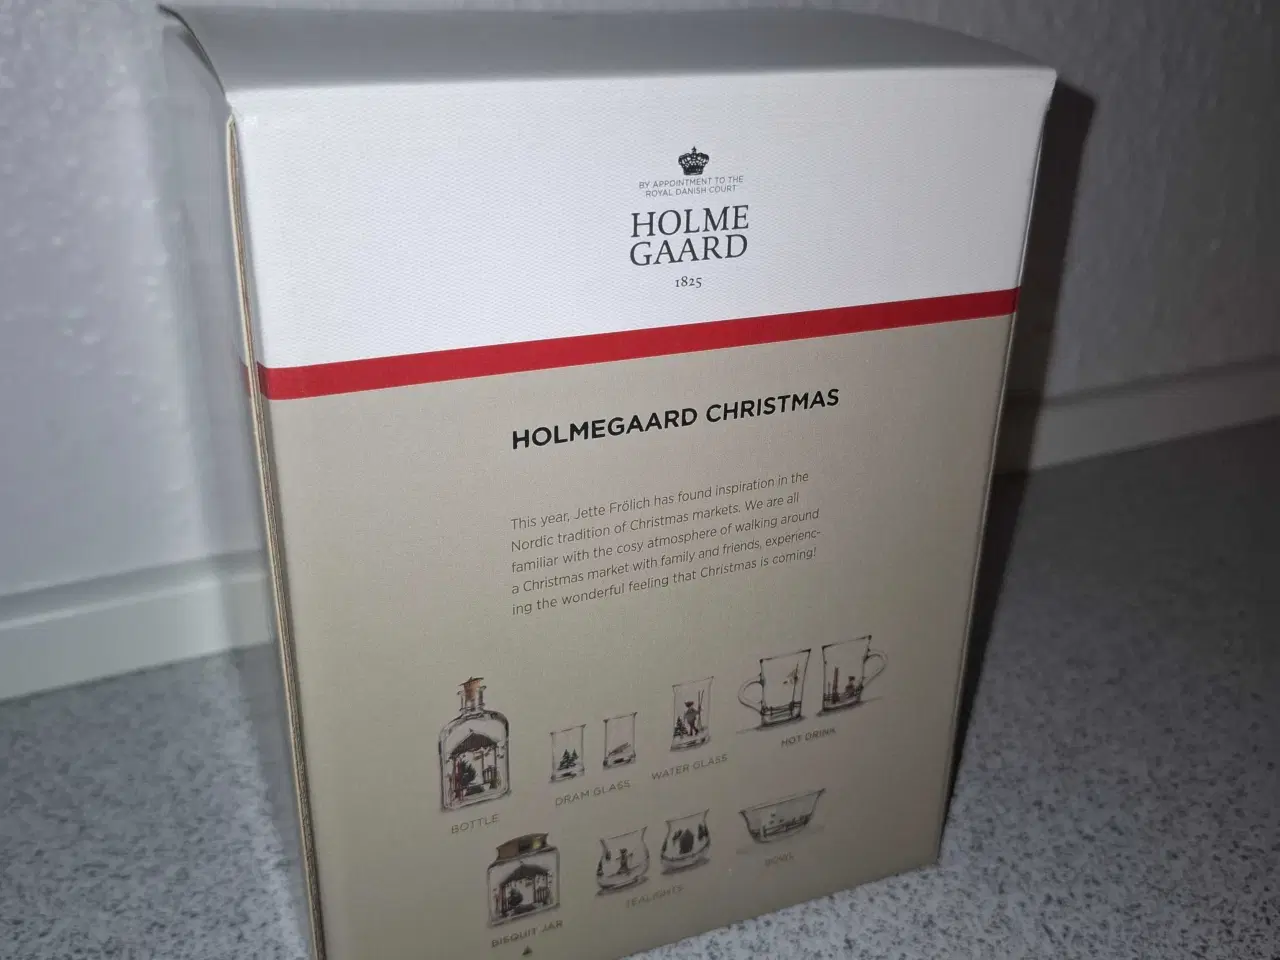 BY APPOINTMENT TO THE
ROYAL DANISH COURT
HOLME
GAARD
1825
HOLMEGAARD CHRISTMAS
This year, Jette Frölich has found inspiration in the
Nordic tradition of Christmas markets. We are all
familiar with the cosy atmosphere of walking around
a Christmas market with family and friends, experienc-
ing the wonderful feeling that Christmas is coming!
BOTTLE
DRAM GLASS
WATER GLASS
HOT DRINK
BISQUIT JAR
TEALIGHTS
BOWL